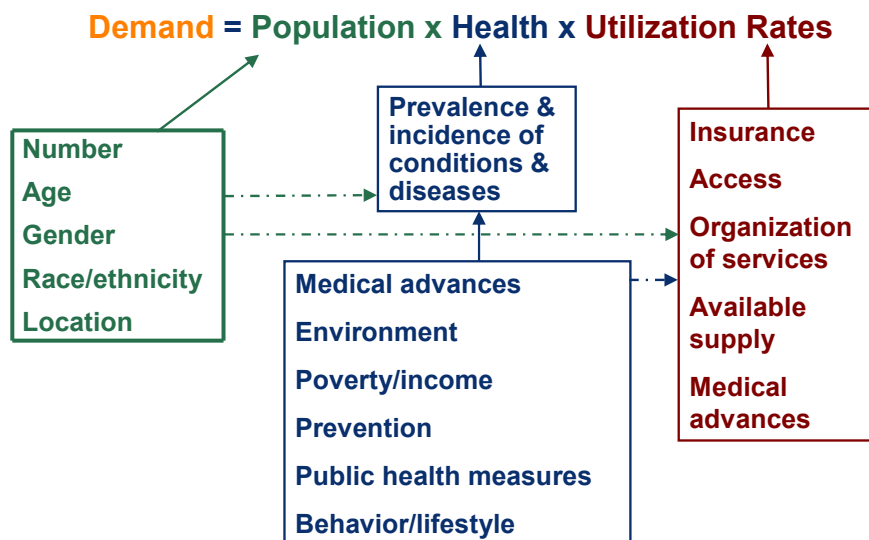 Demand = Population x Health x Utilization Rates
Number
Age
Gender
Race/ethnicity
Location
Prevalence &
incidence of
conditions &
diseases
Medical advances
Environment
Poverty/income
Prevention
Public health measures
Behavior/lifestyle
Insurance
Access
Organization
of services
Available
supply
Medical
advances